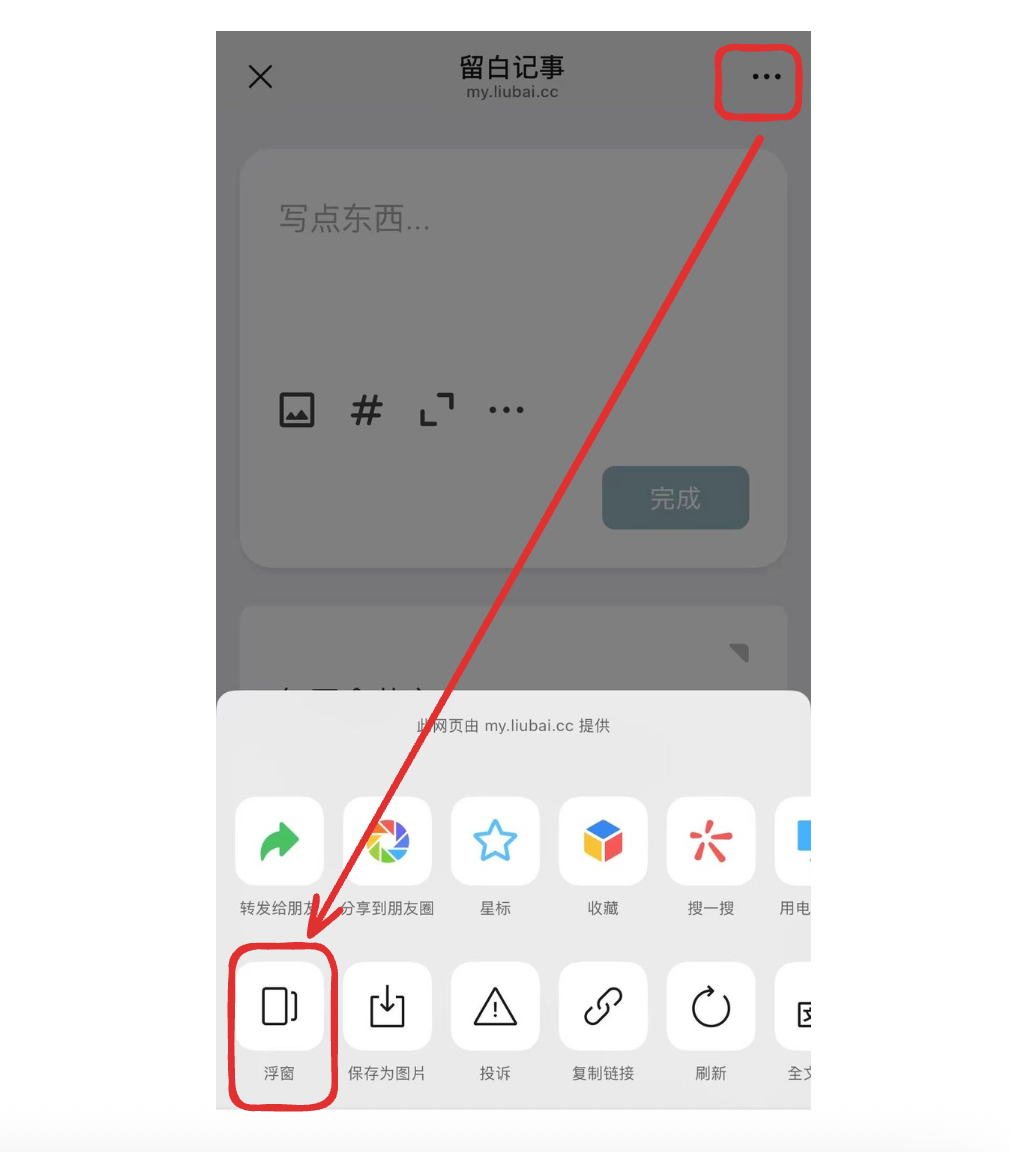 留白记事
my.liubai.cc
写点东西...
完成
此网页由 my.liubai.cc 提供
转发给朋友
分享到朋友圈
星标
收藏
搜一搜
用电
浮窗
保存为图片
投诉
复制链接
刷新
全文